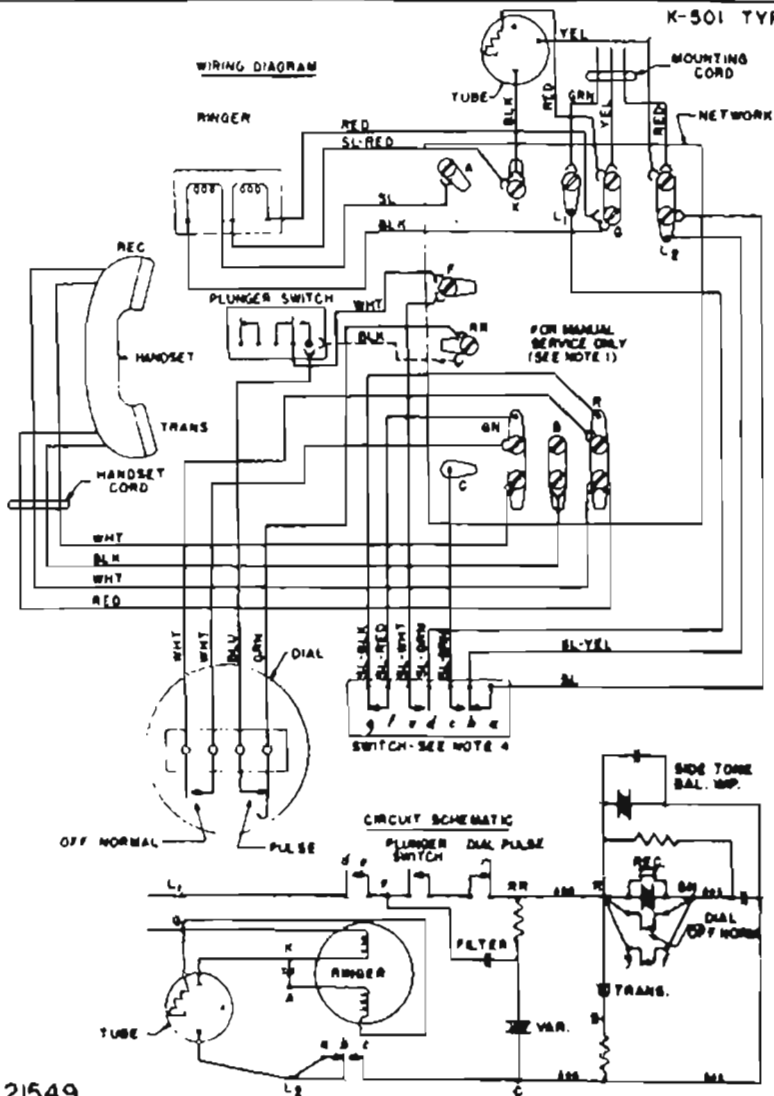 K-501 TYP
WIRING DIAGRAM
RINGER
TUBE
BLK
RED
YEL
GRN
YEL
RED
MOUNTING
CORD
NETWORK
RED
SL-RED
SL
BLK
A
K
L1
G
L2
REC
HANDSET
TRANS
HANDSET
CORD
PLUNGER SWITCH
WHT
BLK
F
RR
FOR MANUAL
SERVICE ONLY
(SEE NOTE 1)
GN
B
R
C
WHT
BLK
WHT
RED
WHT
WHT
BLU
GRN
DIAL
SL-BLK
SL-RED
SL-WHT
SL-GRN
SL-BRN
SL-YEL
SL
g f e d c b a
SWITCH-SEE NOTE 4
OFF NORMAL
PULSE
CIRCUIT SCHEMATIC
SIDE TONE
BAL. IMP.
L1
d e
F
PLUNGER
SWITCH
DIAL PULSE
RR
R
REC.
GN
DIAL
OFF NORM
G
K
A
RINGER
FILTER
TUBE
VAR.
TRANS.
B
a b c
L2
C
21549